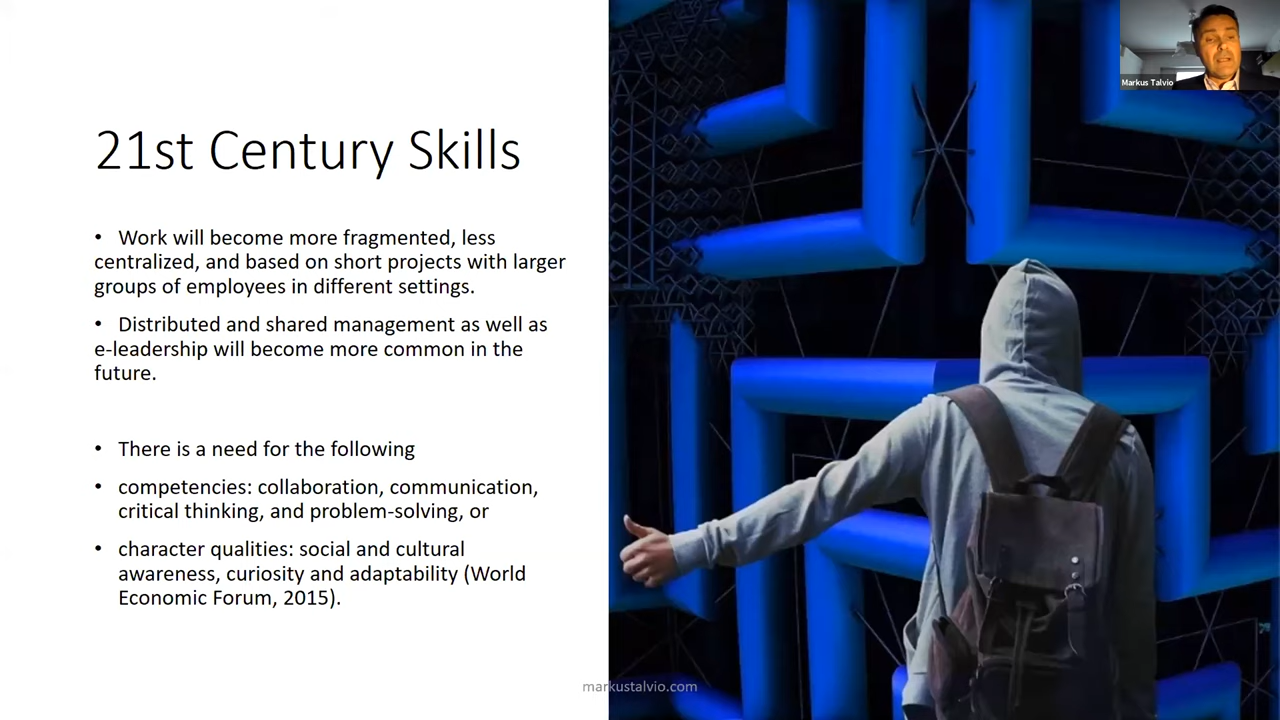 Markus Talvio
21st Century Skills
• Work will become more fragmented, less
centralized, and based on short projects with larger
groups of employees in different settings.
• Distributed and shared management as well as
e-leadership will become more common in the
future.
• There is a need for the following
• competencies: collaboration, communication,
critical thinking, and problem-solving, or
• character qualities: social and cultural
awareness, curiosity and adaptability (World
Economic Forum, 2015).
markustalvio.com